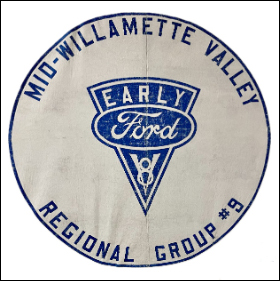 MID-WILLAMETTE VALLEY
EARLY
Ford
V8
REGIONAL GROUP #9